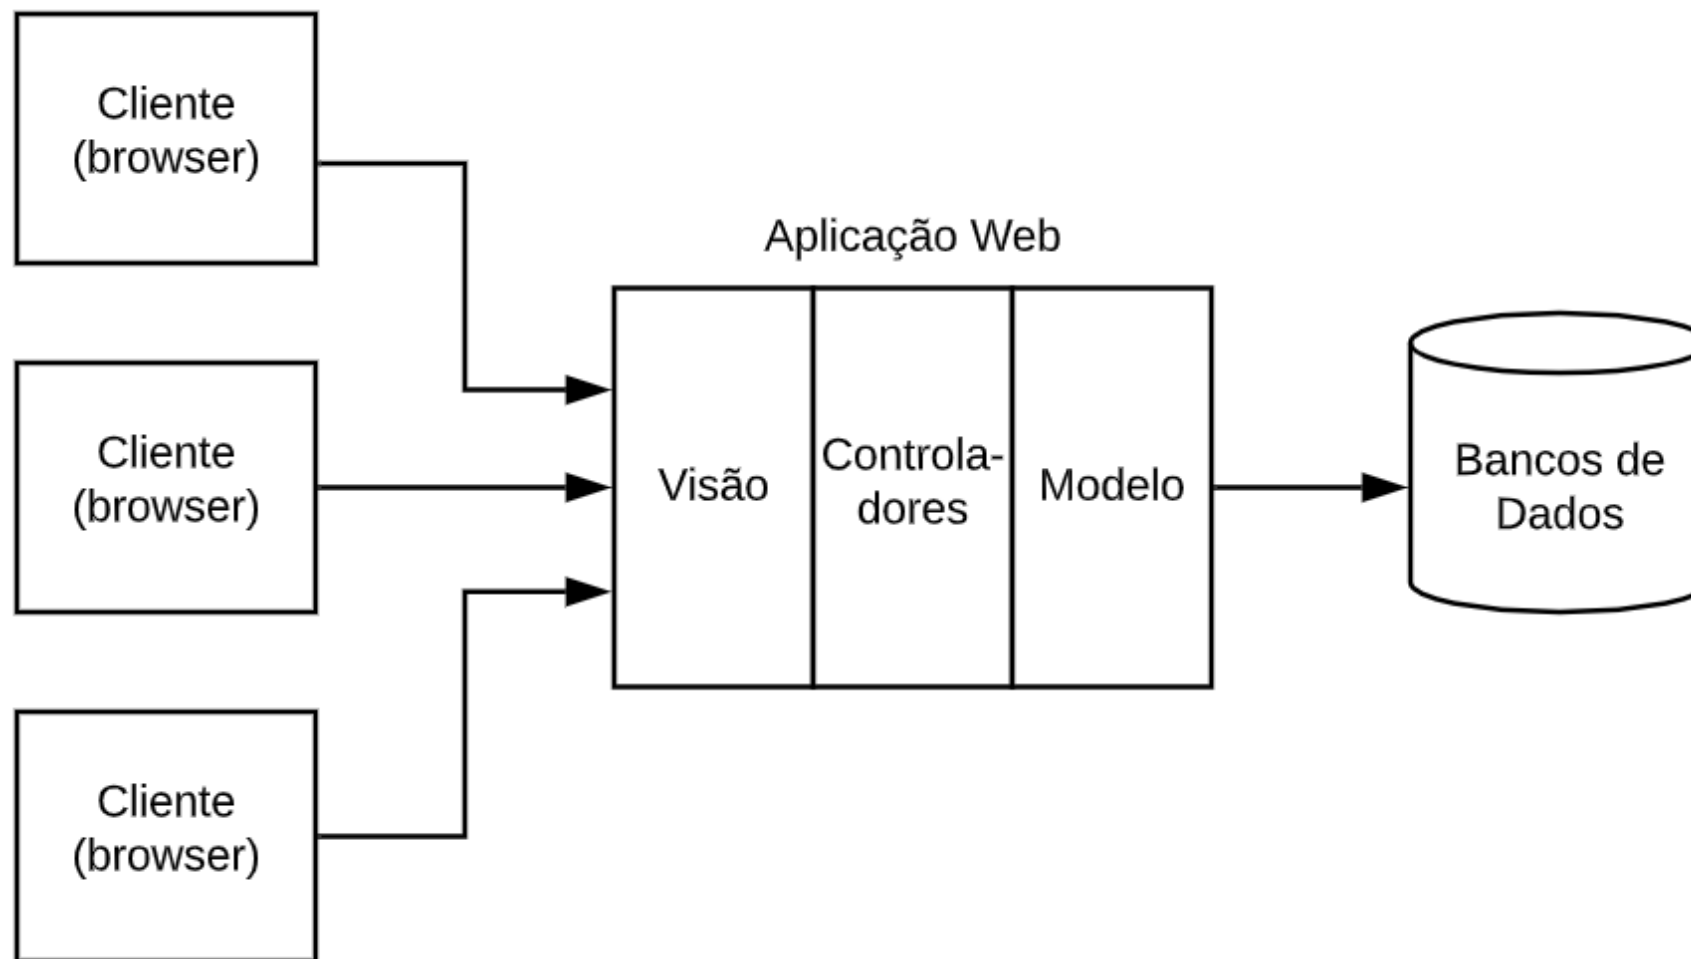 Cliente
(browser)
Aplicação Web
Cliente
(browser)
Visão
Controla-
dores
Modelo
Bancos de
Dados
Cliente
(browser)